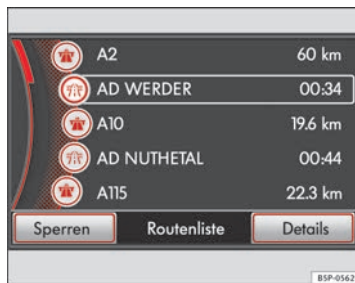 A2 60 km
AD WERDER 00:34
A10 19.6 km
AD NUTHETAL 00:44
A115 22.3 km
Sperren Routenliste Details
BSP-0562